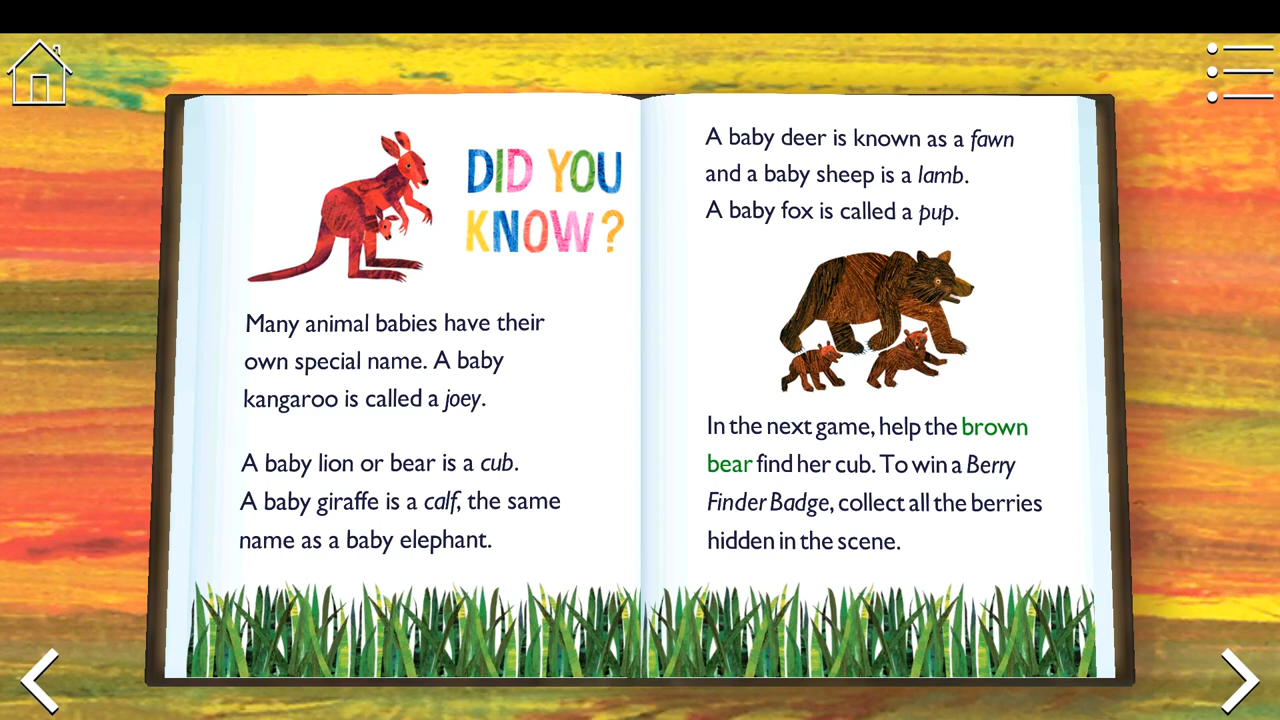 DID YOU
KNOW?
Many animal babies have their
own special name. A baby
kangaroo is called a joey.
A baby lion or bear is a cub.
A baby giraffe is a calf, the same
name as a baby elephant.
A baby deer is known as a fawn
and a baby sheep is a lamb.
A baby fox is called a pup.
In the next game, help the brown
bear find her cub. To win a Berry
Finder Badge, collect all the berries
hidden in the scene.